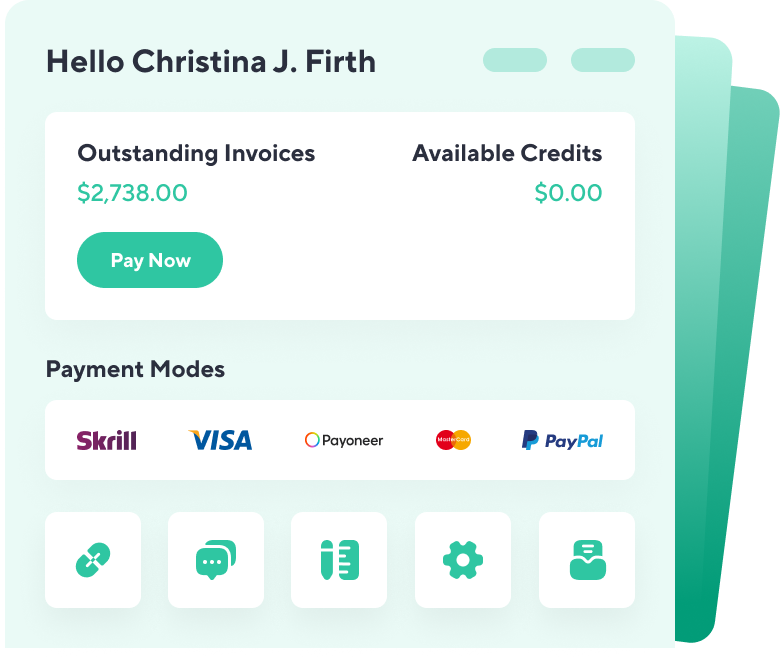 Hello Christina J. Firth
Outstanding Invoices
Available Credits
$2,738.00
$0.00
Pay Now
Payment Modes
Skrill
VISA
Payoneer
MasterCard
PayPal